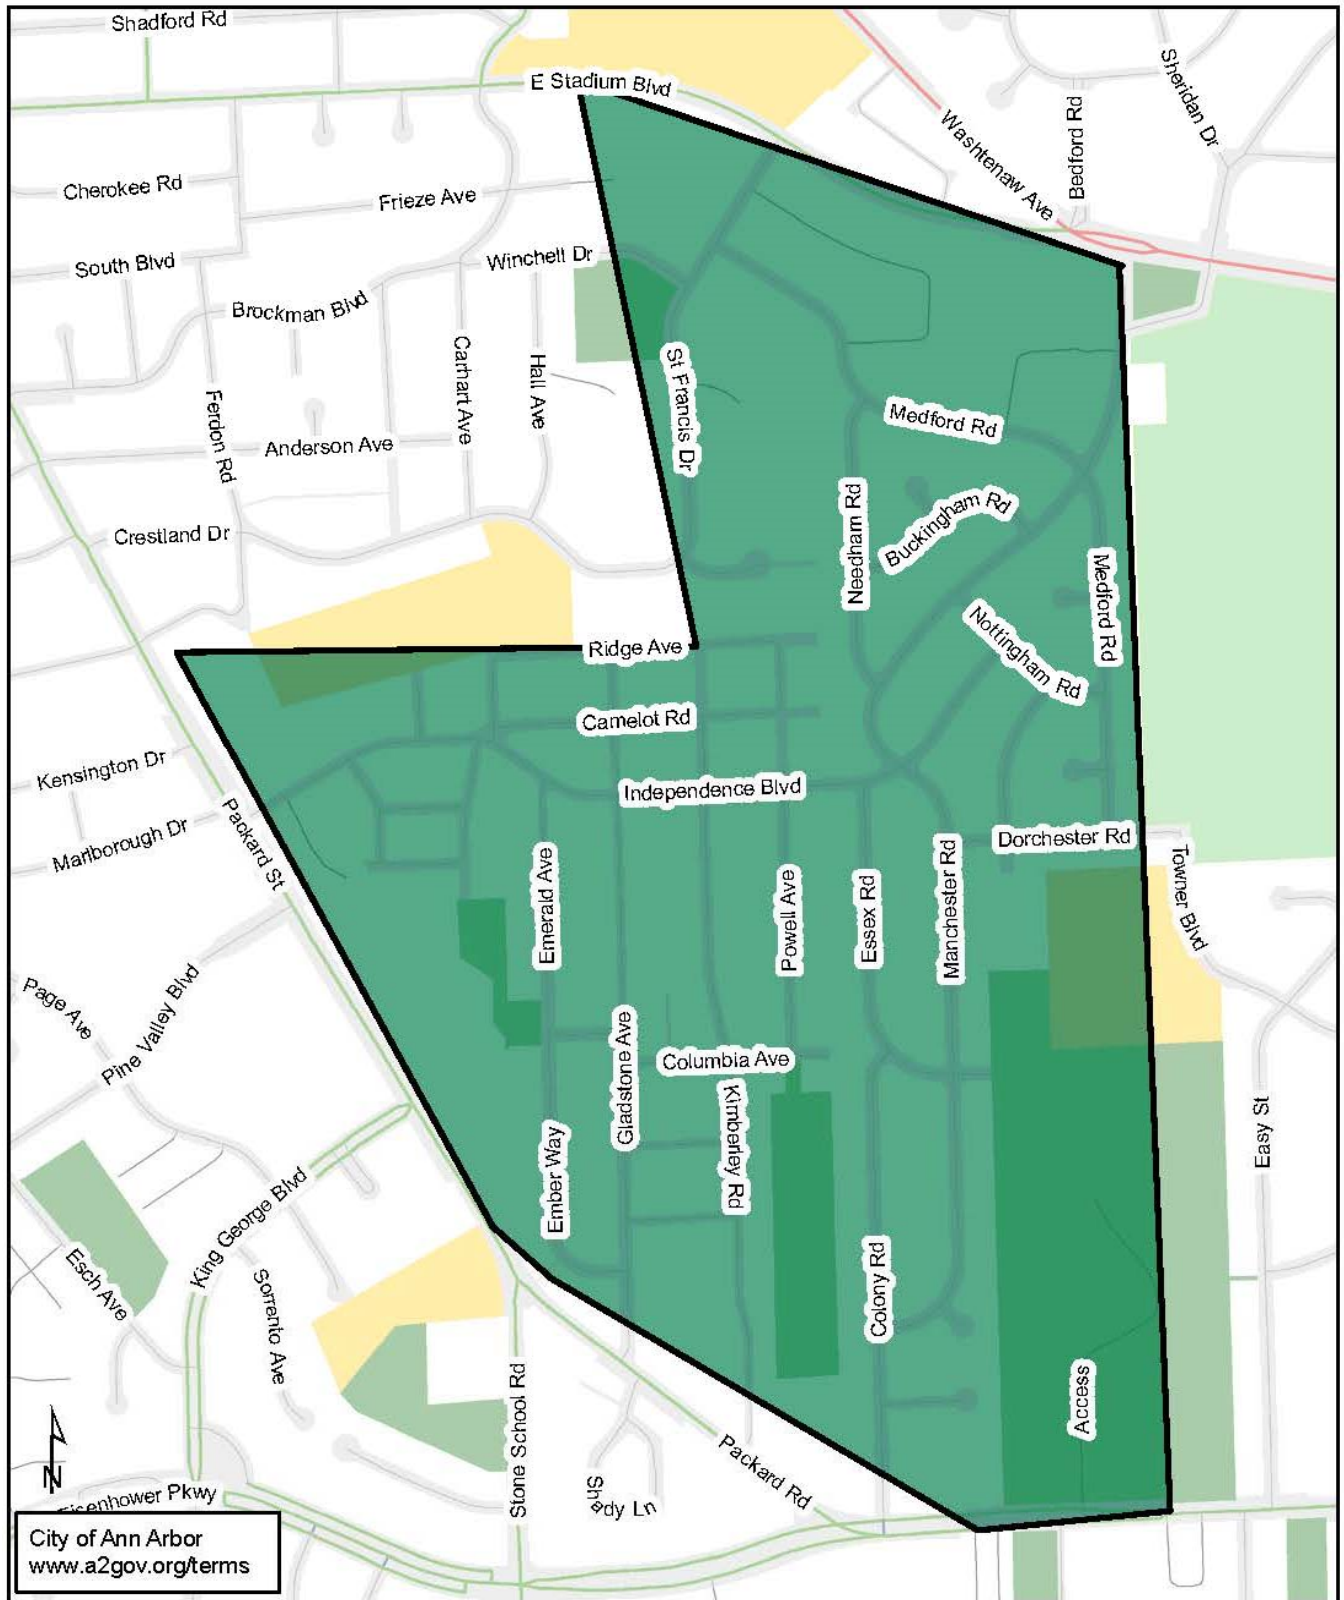 Shadford Rd
E Stadium Blvd
Sheridan Dr
Bedford Rd
Washtenaw Ave
Cherokee Rd
Frieze Ave
South Blvd
Winchell Dr
Brockman Blvd
Carhart Ave
Hall Ave
St Francis Dr
Ferdon Rd
Medford Rd
Anderson Ave
Needham Rd
Buckingham Rd
Crestland Dr
Medford Rd
Nottingham Rd
Ridge Ave
Camelot Rd
Kensington Dr
Independence Blvd
Marlborough Dr
Packard St
Dorchester Rd
Towner Blvd
Emerald Ave
Powell Ave
Essex Rd
Manchester Rd
Page Ave
Pine Valley Blvd
Gladstone Ave
Columbia Ave
Kimberley Rd
Easy St
Ember Way
King George Blvd
Esch Ave
Sorrento Ave
Colony Rd
Access
Stone School Rd
Packard Rd
Shady Ln
N
Eisenhower Pkwy
City of Ann Arbor
www.a2gov.org/terms